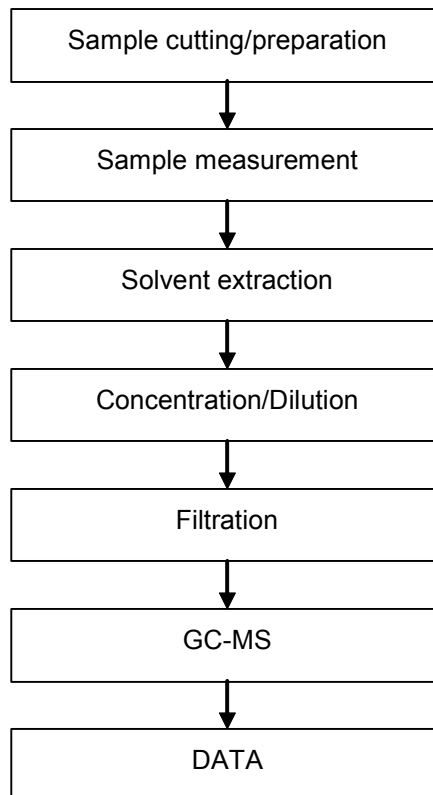 Sample cutting/preparation
Sample measurement
Solvent extraction
Concentration/Dilution
Filtration
GC-MS
DATA